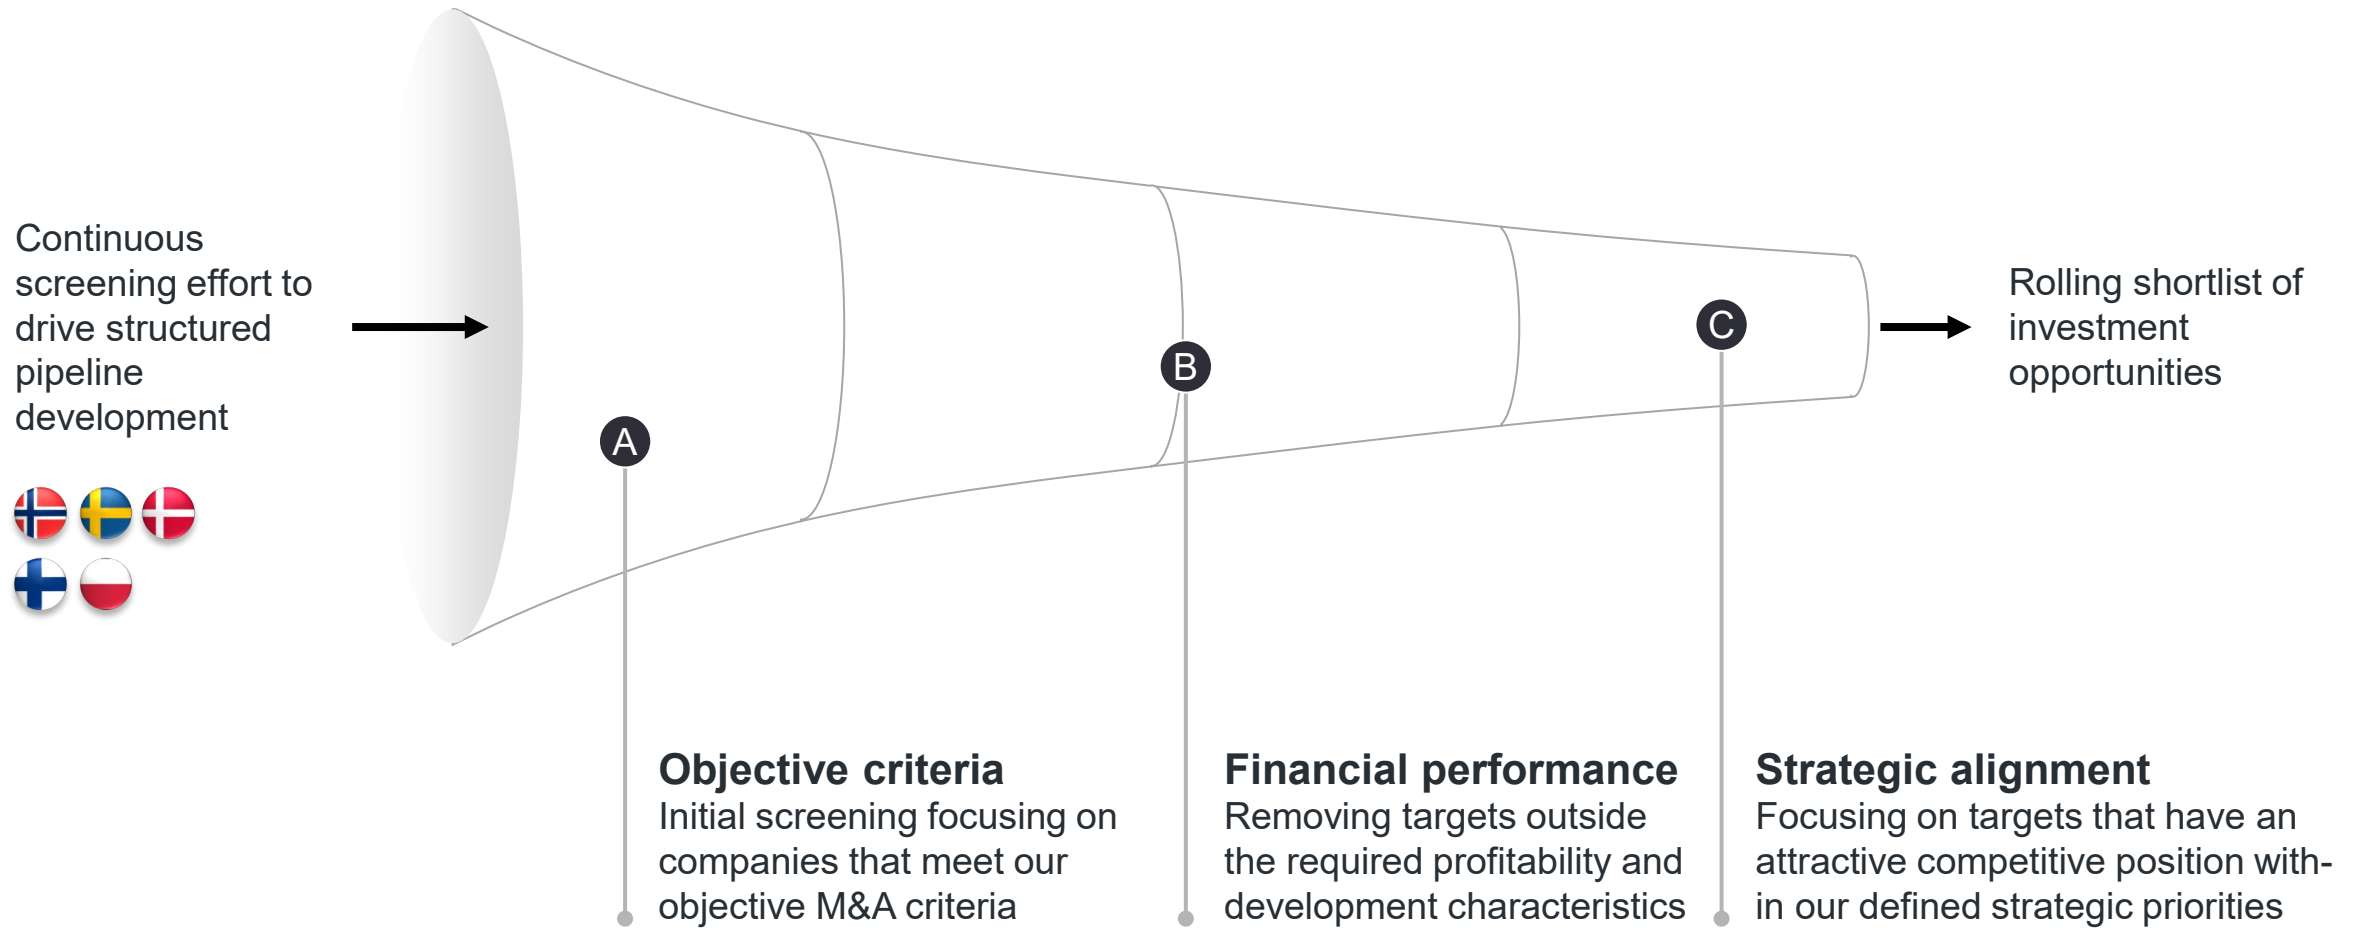 Continuous
screening effort to
drive structured
pipeline
development
A
B
C
Rolling shortlist of
investment
opportunities
Objective criteria
Initial screening focusing on
companies that meet our
objective M&A criteria
Financial performance
Removing targets outside
the required profitability and
development characteristics
Strategic alignment
Focusing on targets that have an
attractive competitive position with-
in our defined strategic priorities